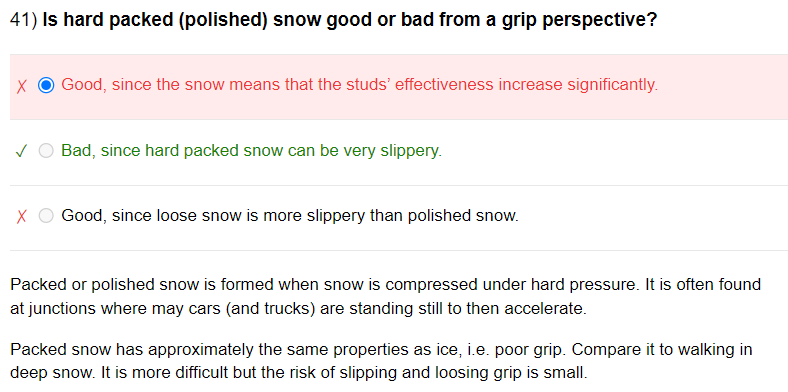 41) Is hard packed (polished) snow good or bad from a grip perspective?
✗ Good, since the snow means that the studs' effectiveness increase significantly.
✓ Bad, since hard packed snow can be very slippery.
✗ Good, since loose snow is more slippery than polished snow.
Packed or polished snow is formed when snow is compressed under hard pressure. It is often found
at junctions where may cars (and trucks) are standing still to then accelerate.
Packed snow has approximately the same properties as ice, i.e. poor grip. Compare it to walking in
deep snow. It is more difficult but the risk of slipping and loosing grip is small.